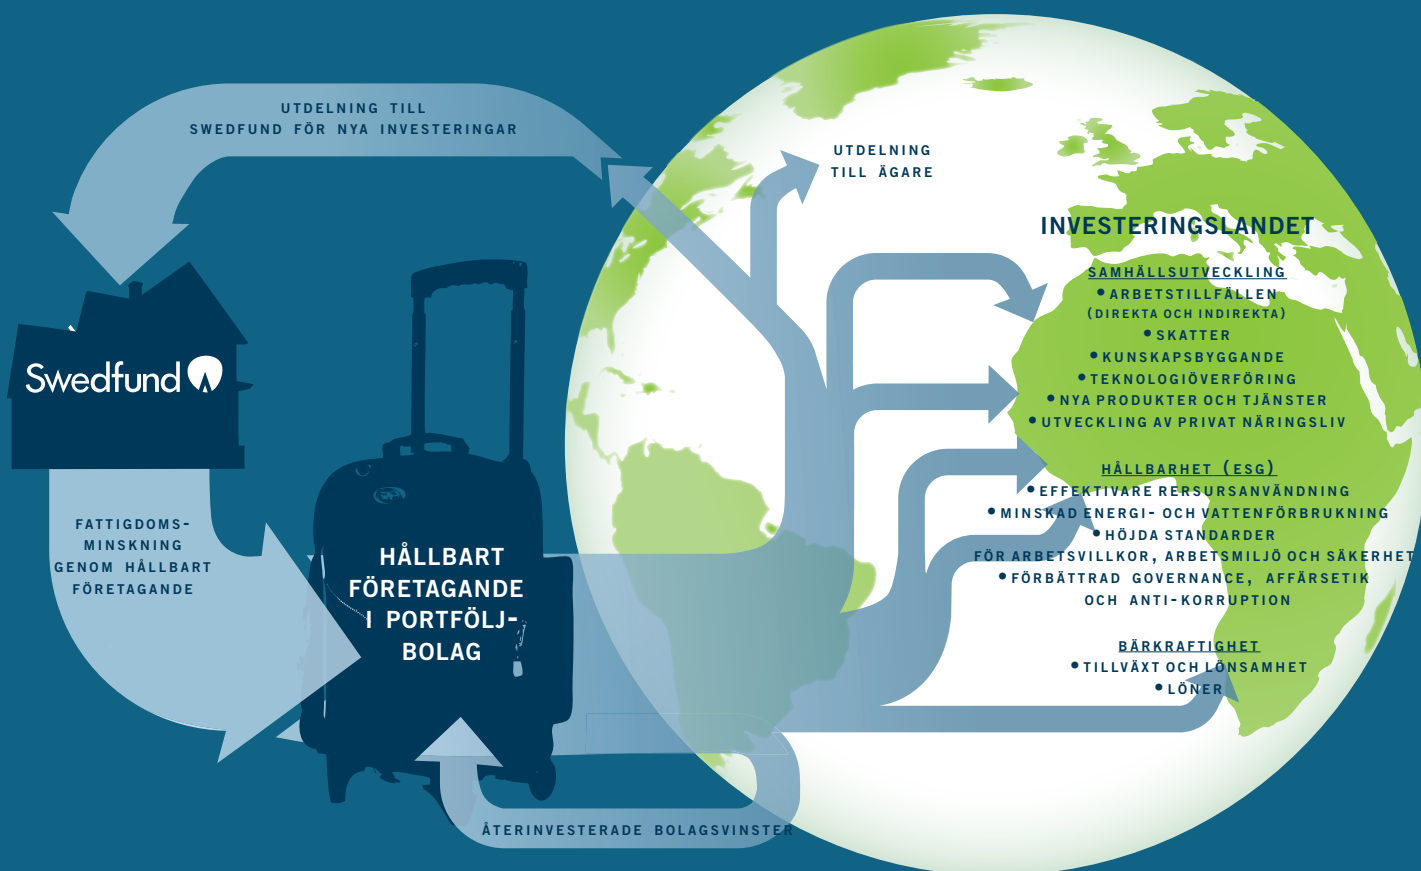 UTDELNING TILL
SWEDFUND FÖR NYA INVESTERINGAR
Swedfund
FATTIGDOMS-
MINSKNING
GENOM HÅLLBART
FÖRETAGANDE
HÅLLBART
FÖRETAGANDE
I PORTFÖLJ-
BOLAG
ÅTERINVESTERADE BOLAGSVINSTER
UTDELNING
TILL ÄGARE
INVESTERINGSLANDET
SAMHÄLLSUTVECKLING
• ARBETSTILLFÄLLEN
(DIREKTA OCH INDIREKTA)
• SKATTER
• KUNSKAPSBYGGANDE
• TEKNOLOGIÖVERFÖRING
• NYA PRODUKTER OCH TJÄNSTER
• UTVECKLING AV PRIVAT NÄRINGSLIV
HÅLLBARHET (ESG)
• EFFEKTIVARE RERSURSANVÄNDNING
• MINSKAD ENERGI- OCH VATTENFÖRBRUKNING
• HÖJDA STANDARDER
FÖR ARBETSVILLKOR, ARBETSMILJÖ OCH SÄKERHET
• FÖRBÄTTRAD GOVERNANCE, AFFÄRSETIK
OCH ANTI-KORRUPTION
BÄRKRAFTIGHET
• TILLVÄXT OCH LÖNSAMHET
• LÖNER